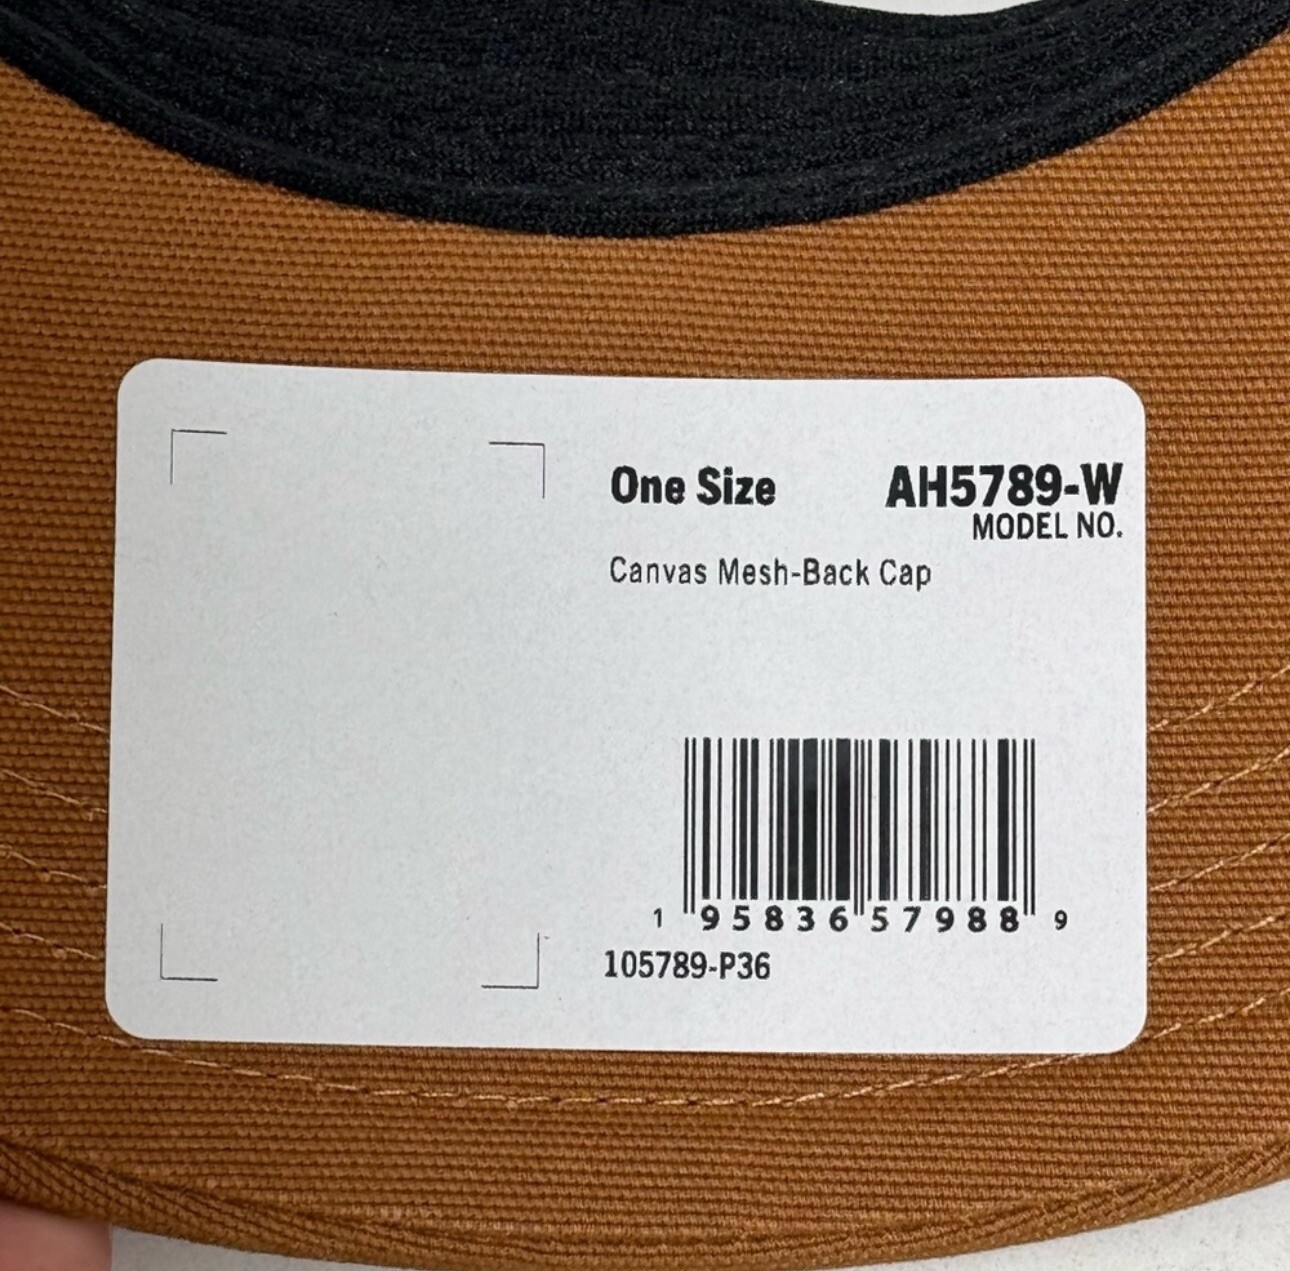 One Size AH5789-W
MODEL NO.
Canvas Mesh-Back Cap
1 95836 57988 9
105789-P36